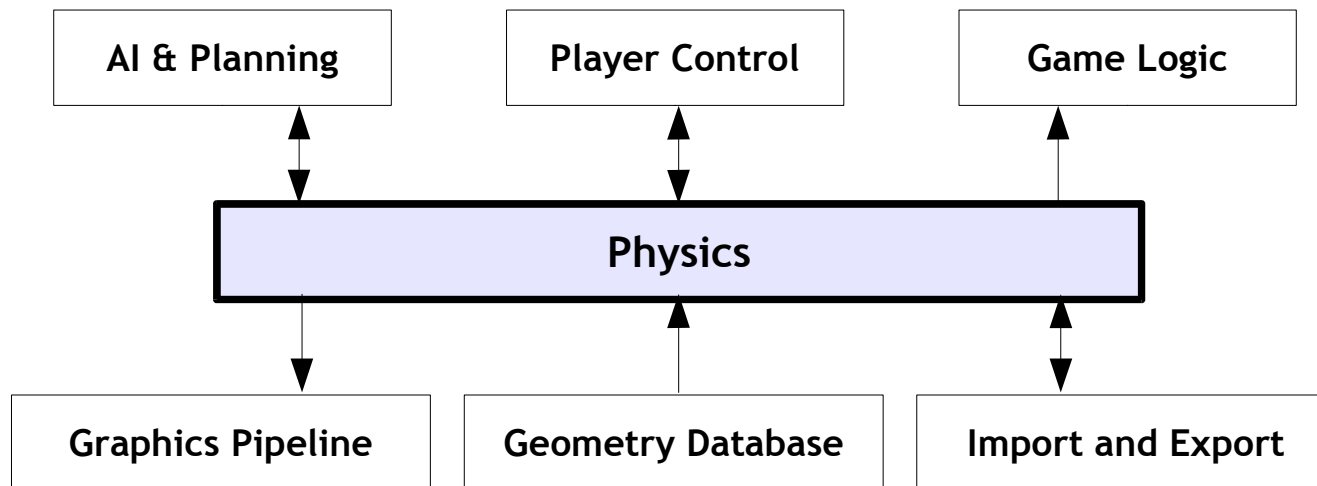 AI & Planning
Player Control
Game Logic
Physics
Graphics Pipeline
Geometry Database
Import and Export